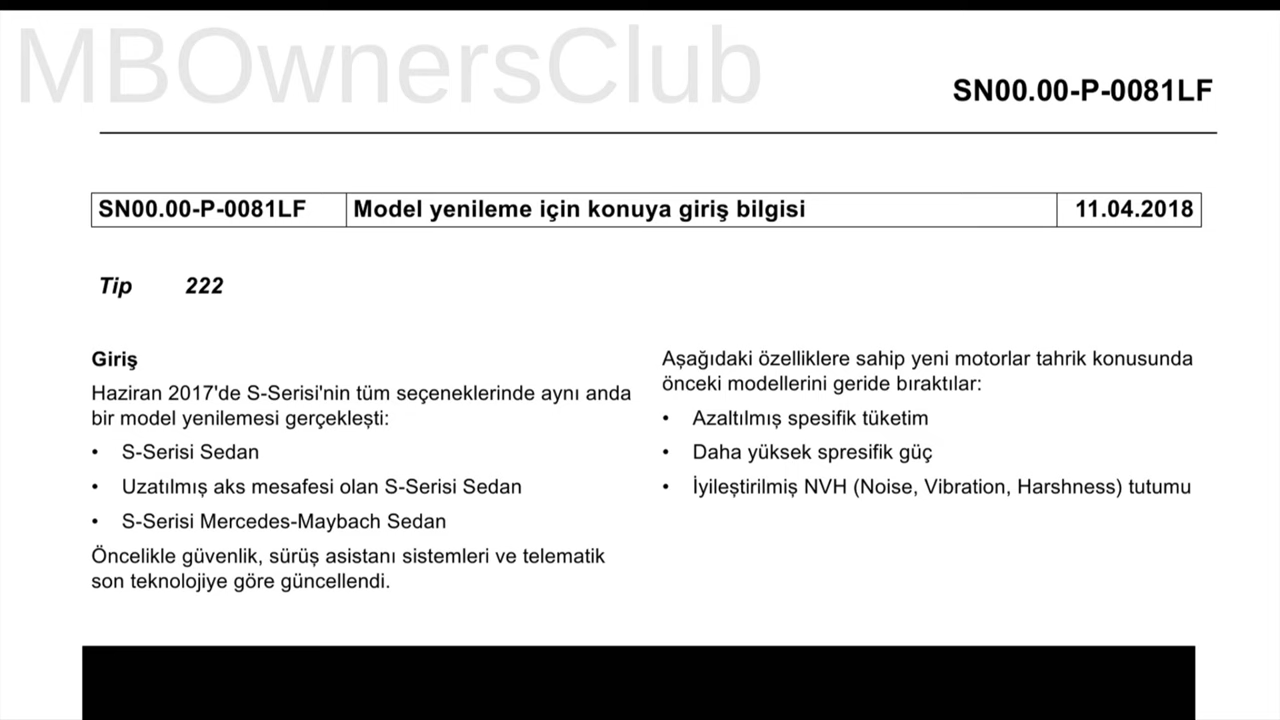 MBOwnersClub
SN00.00-P-0081LF
SN00.00-P-0081LF Model yenileme için konuya giriş bilgisi 11.04.2018
Tip 222
Giriş
Haziran 2017'de S-Serisi'nin tüm seçeneklerinde aynı anda
bir model yenilemesi gerçekleşti:
• S-Serisi Sedan
• Uzatılmış aks mesafesi olan S-Serisi Sedan
• S-Serisi Mercedes-Maybach Sedan
Öncelikle güvenlik, sürüş asistanı sistemleri ve telematik
son teknolojiye göre güncellendi.
Aşağıdaki özelliklere sahip yeni motorlar tahrik konusunda
önceki modellerini geride bıraktılar:
• Azaltılmış spesifik tüketim
• Daha yüksek spresifik güç
• İyileştirilmiş NVH (Noise, Vibration, Harshness) tutumu